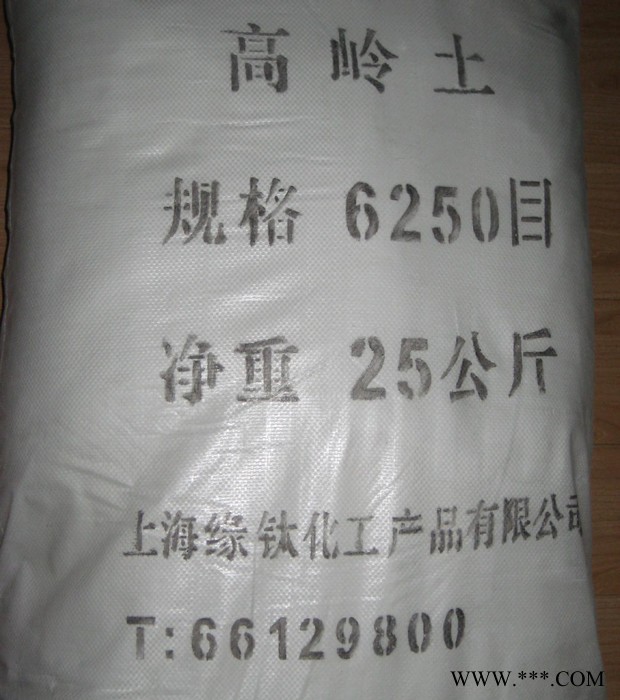 高岭土
规格 6250目
净重 25公斤
上海缘钛化工产品有限公司
T:66129800
WWW.***.COM